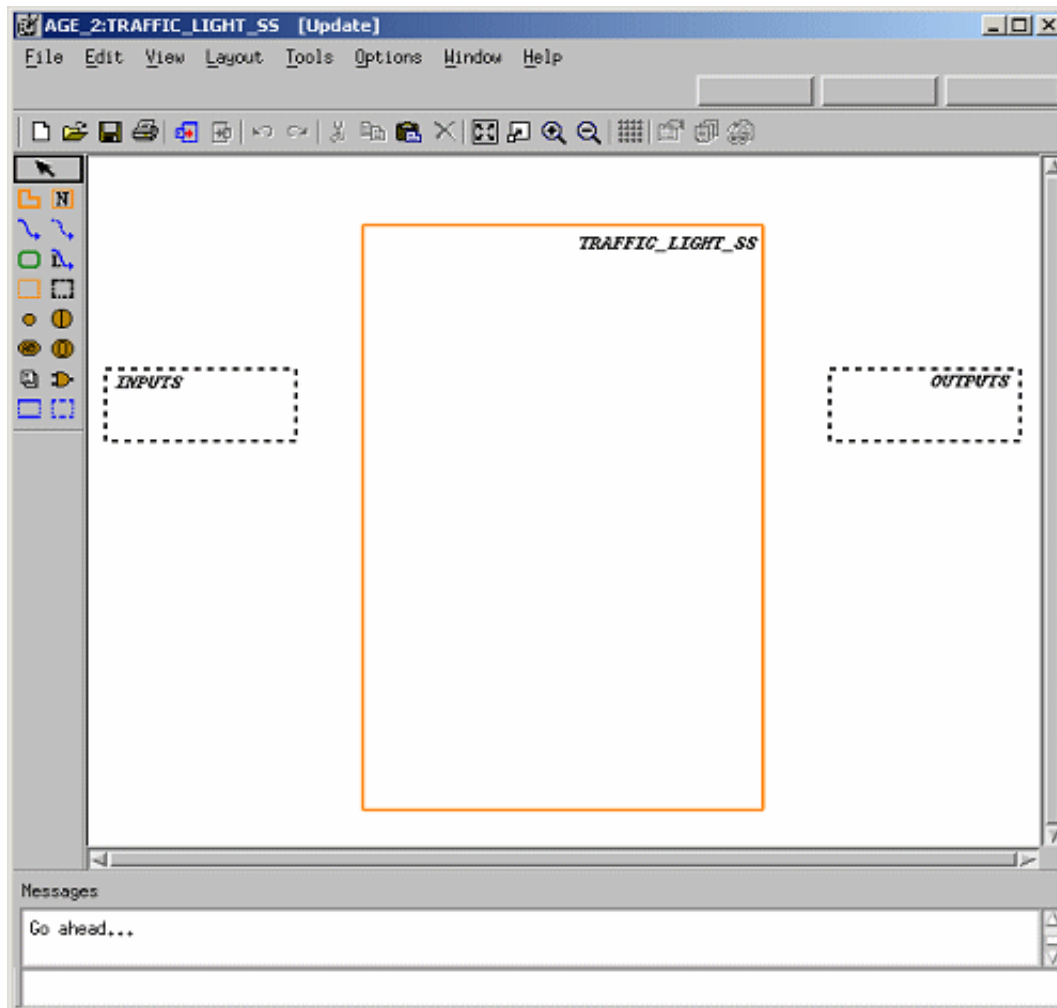 AGE_2:TRAFFIC_LIGHT_SS [Update]
File Edit View Layout Tools Options Window Help
N
TRAFFIC_LIGHT_SS
INPUTS
OUTPUTS
Messages
Go ahead...